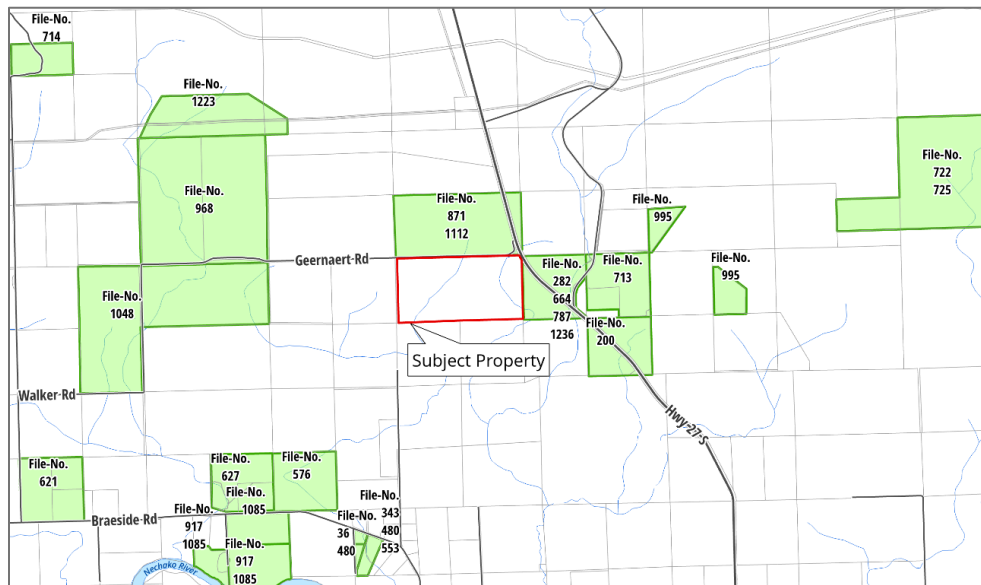 File-No.
714
File-No.
1223
File-No.
968
File-No.
871
1112
File-No.
995
File-No.
722
725
Geernaert-Rd
File-No.
282
664
787
1236
File-No.
713
File-No.
995
File-No.
1048
File-No.
200
Subject Property
Walker-Rd
Hwy-27-S
File-No.
621
File-No.
627
File-No.
576
File-No.
1085
Braeside-Rd
File-No.
917
1085
File-No.
36
480
File-No.
343
480
553
File-No.
917
1085
Nechako River